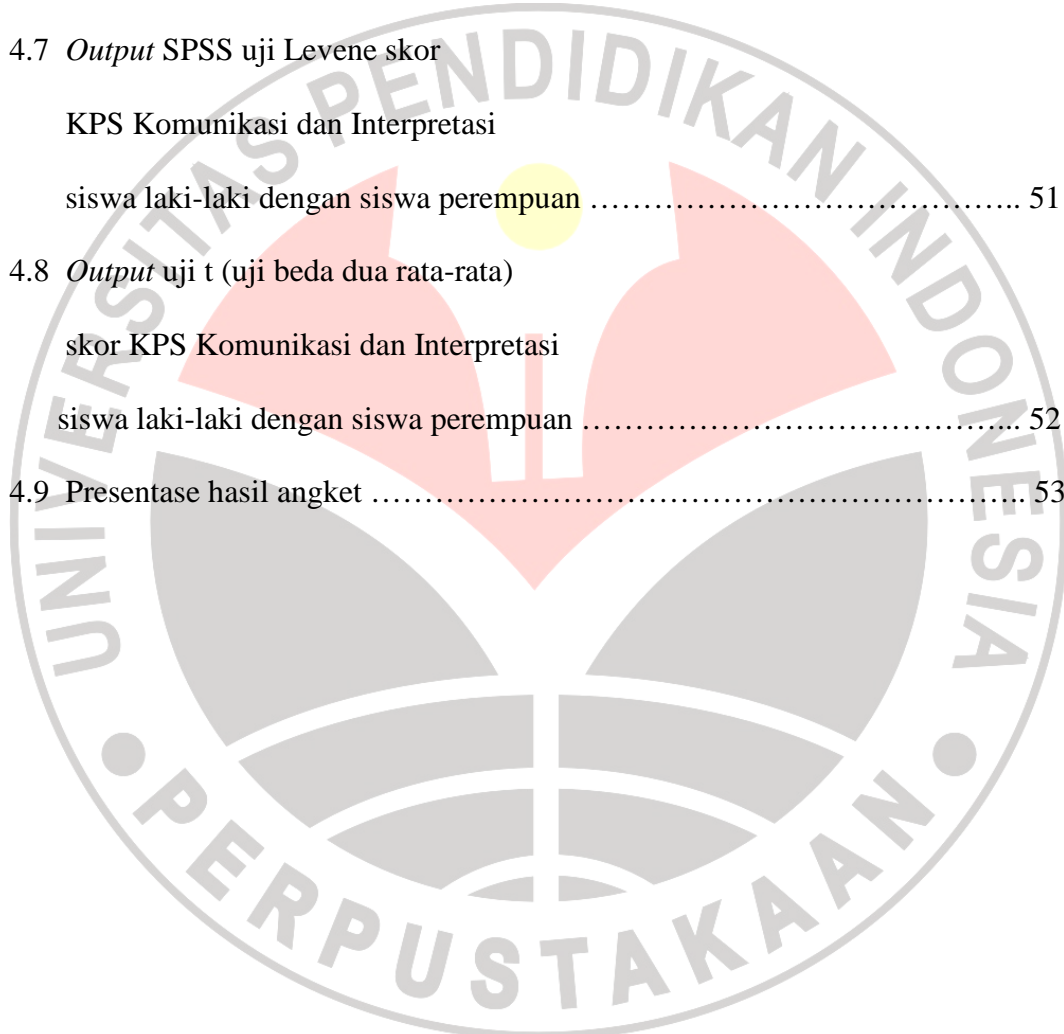 4.7 Output SPSS uji Levene skor
KPS Komunikasi dan Interpretasi
siswa laki-laki dengan siswa perempuan ………………………………….. 51
4.8 Output uji t (uji beda dua rata-rata)
skor KPS Komunikasi dan Interpretasi
siswa laki-laki dengan siswa perempuan ………………………………….. 52
4.9 Presentase hasil angket …………………………………………………….. 53
UNIVERSITAS PENDIDIKAN INDONESIA
PERPUSTAKAAN